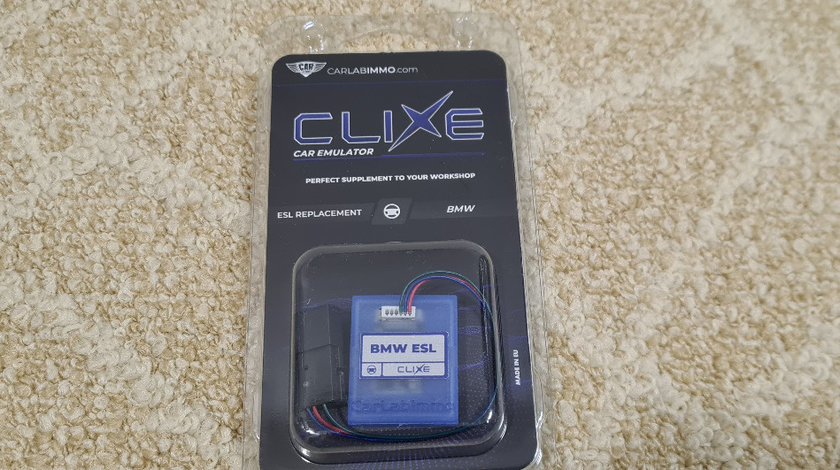 CAR
CARLABIMMO.com
CLIXE
CAR EMULATOR
PERFECT SUPPLEMENT TO YOUR WORKSHOP
ESL REPLACEMENT
BMW
BMW ESL
CLIXE
CarLabImmo
MADE IN EU